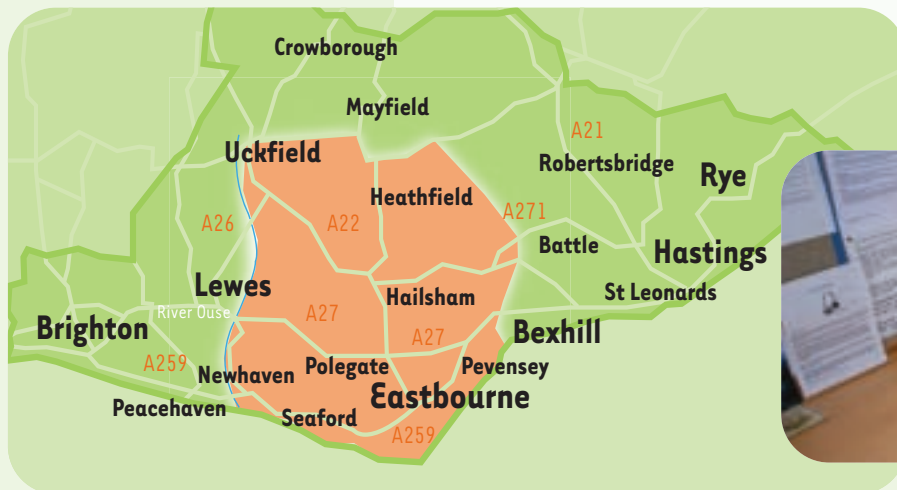 Crowborough
Mayfield
A21
Uckfield
Robertsbridge
Rye
Heathfield
A26
A22
A271
Battle
Hastings
Lewes
Hailsham
St Leonards
River Ouse
A27
Brighton
A27
Bexhill
A259
Newhaven
Polegate
Pevensey
Peacehaven
Eastbourne
Seaford
A259